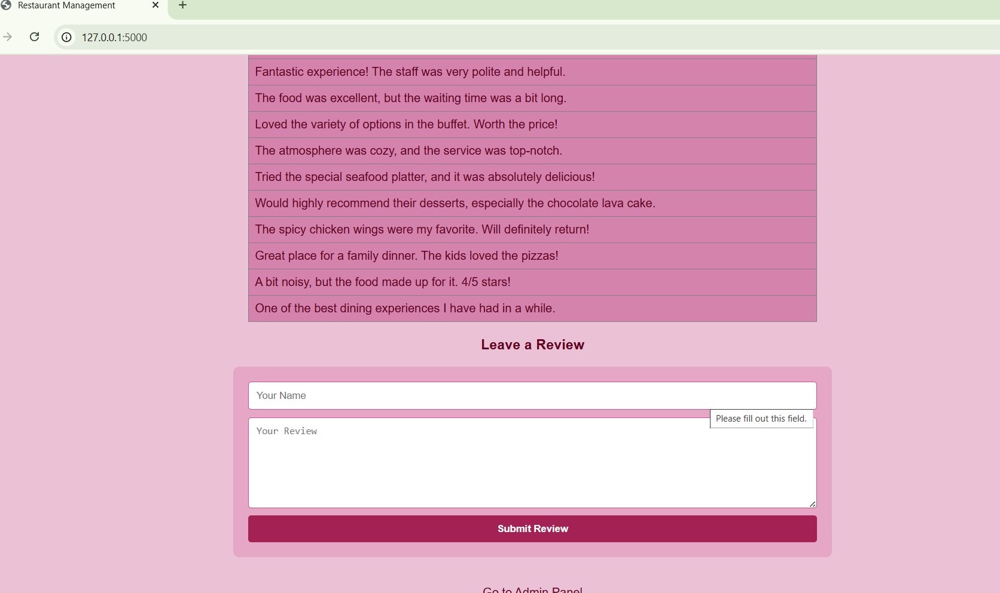 Restaurant Management
127.0.0.1:5000
Fantastic experience! The staff was very polite and helpful.
The food was excellent, but the waiting time was a bit long.
Loved the variety of options in the buffet. Worth the price!
The atmosphere was cozy, and the service was top-notch.
Tried the special seafood platter, and it was absolutely delicious!
Would highly recommend their desserts, especially the chocolate lava cake.
The spicy chicken wings were my favorite. Will definitely return!
Great place for a family dinner. The kids loved the pizzas!
A bit noisy, but the food made up for it. 4/5 stars!
One of the best dining experiences I have had in a while.
Leave a Review
Your Name
Please fill out this field.
Your Review
Submit Review
Go to Admin Panel